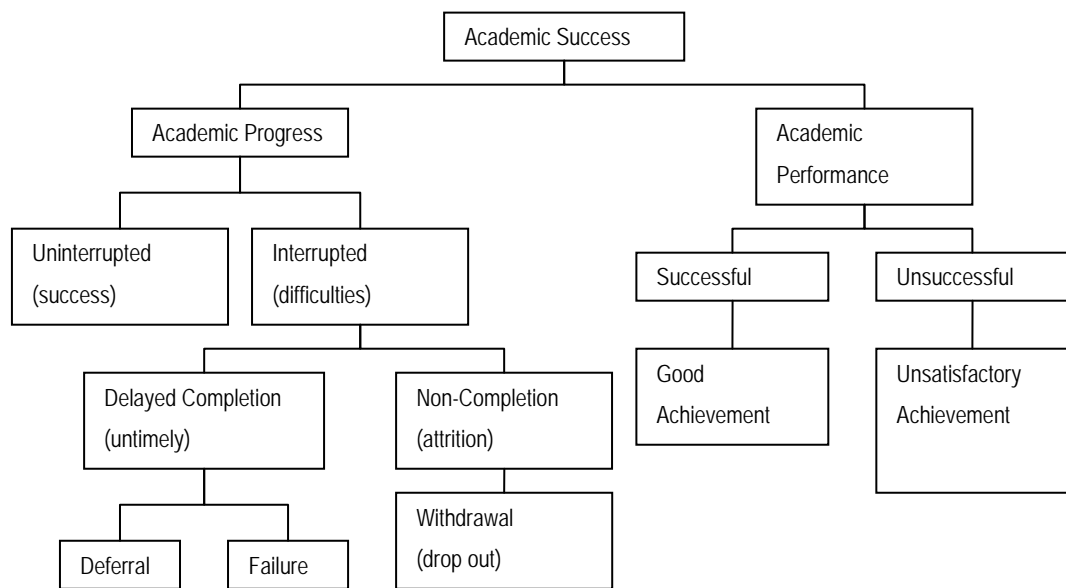 Academic Success
Academic Progress
Academic
Performance
Uninterrupted
(success)
Interrupted
(difficulties)
Successful
Unsuccessful
Delayed Completion
(untimely)
Non-Completion
(attrition)
Good
Achievement
Unsatisfactory
Achievement
Withdrawal
(drop out)
Deferral
Failure